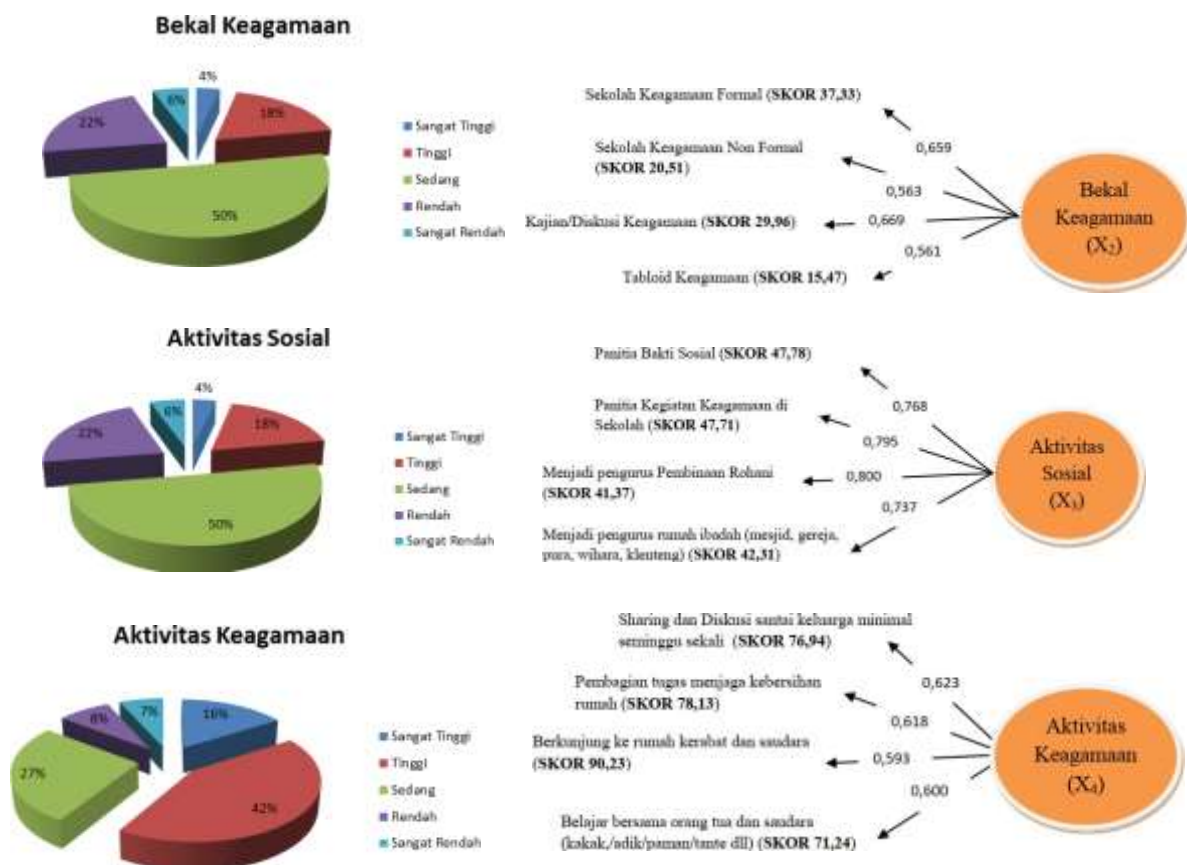 Bekal Keagamaan
4%
18%
50%
22%
6%
Sangat Tinggi
Tinggi
Sedang
Rendah
Sangat Rendah
Sekolah Keagamaan Formal (SKOR 37,33)
Sekolah Keagamaan Non Formal
(SKOR 20,51)
Kajian/Diskusi Keagamaan (SKOR 29,96)
Tabloid Keagamaan (SKOR 15,47)
0,659
0,563
0,669
0,561
Bekal
Keagamaan
(X₂)
Aktivitas Sosial
4%
18%
50%
22%
6%
Sangat Tinggi
Tinggi
Sedang
Rendah
Sangat Rendah
Panitia Bakti Sosial (SKOR 47,78)
Panitia Kegiatan Keagamaan di
Sekolah (SKOR 47,71)
Menjadi pengurus Pembinaan Rohani
(SKOR 41,37)
Menjadi pengurus rumah ibadah (mesjid, gereja,
pura, wihara, klenteng) (SKOR 42,31)
0,768
0,795
0,800
0,737
Aktivitas
Sosial
(X₃)
Aktivitas Keagamaan
16%
42%
27%
8%
7%
Sangat Tinggi
Tinggi
Sedang
Rendah
Sangat Rendah
Sharing dan Diskusi santai keluarga minimal
seminggu sekali (SKOR 76,94)
Pembagian tugas menjaga kebersihan
rumah (SKOR 78,13)
Berkunjung ke rumah kerabat dan saudara
(SKOR 90,23)
Belajar bersama orang tua dan saudara
(kakak,/adik/paman/tante dll) (SKOR 71,24)
0,623
0,618
0,593
0,600
Aktivitas
Keagamaan
(X₄)